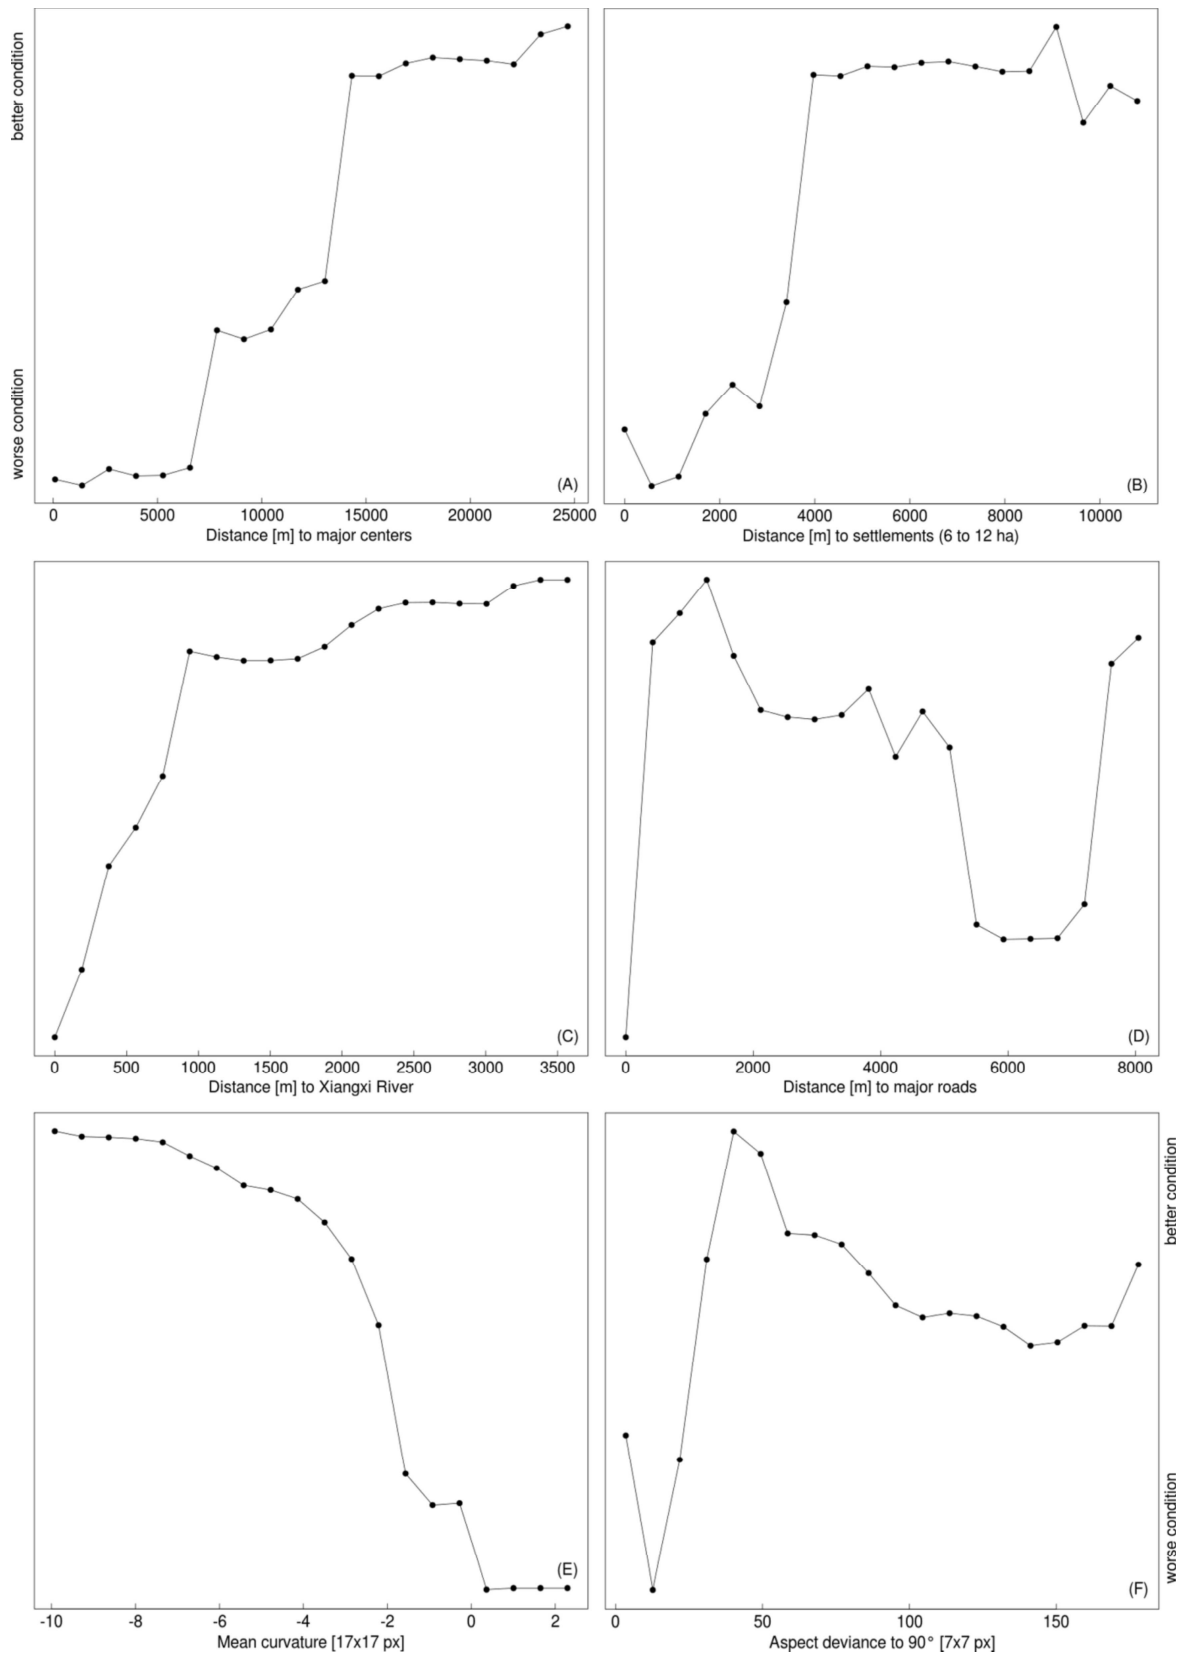 better condition
worse condition
(A)
0 5000 10000 15000 20000 25000
Distance [m] to major centers
(B)
0 2000 4000 6000 8000 10000
Distance [m] to settlements (6 to 12 ha)
(C)
0 500 1000 1500 2000 2500 3000 3500
Distance [m] to Xiangxi River
(D)
0 2000 4000 6000 8000
Distance [m] to major roads
(E)
-10 -8 -6 -4 -2 0 2
Mean curvature [17x17 px]
better condition
worse condition
(F)
0 50 100 150
Aspect deviance to 90° [7x7 px]